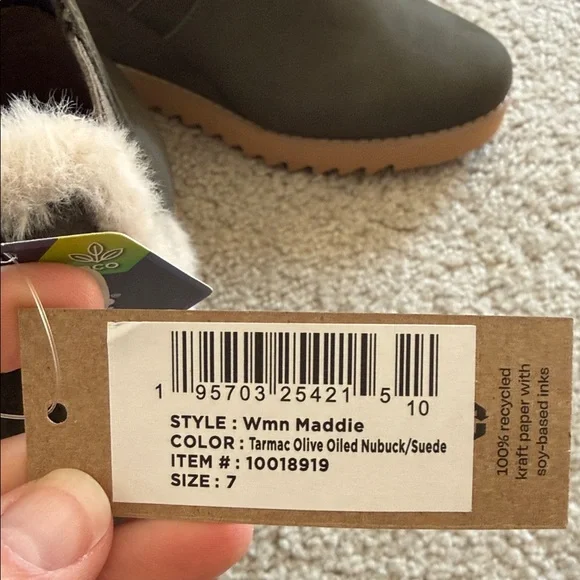 1 95703 25421 5 10
STYLE : Wmn Maddie
COLOR : Tarmac Olive Oiled Nubuck/Suede
ITEM # : 10018919
SIZE : 7
100% recycled
kraft paper with
soy-based inks